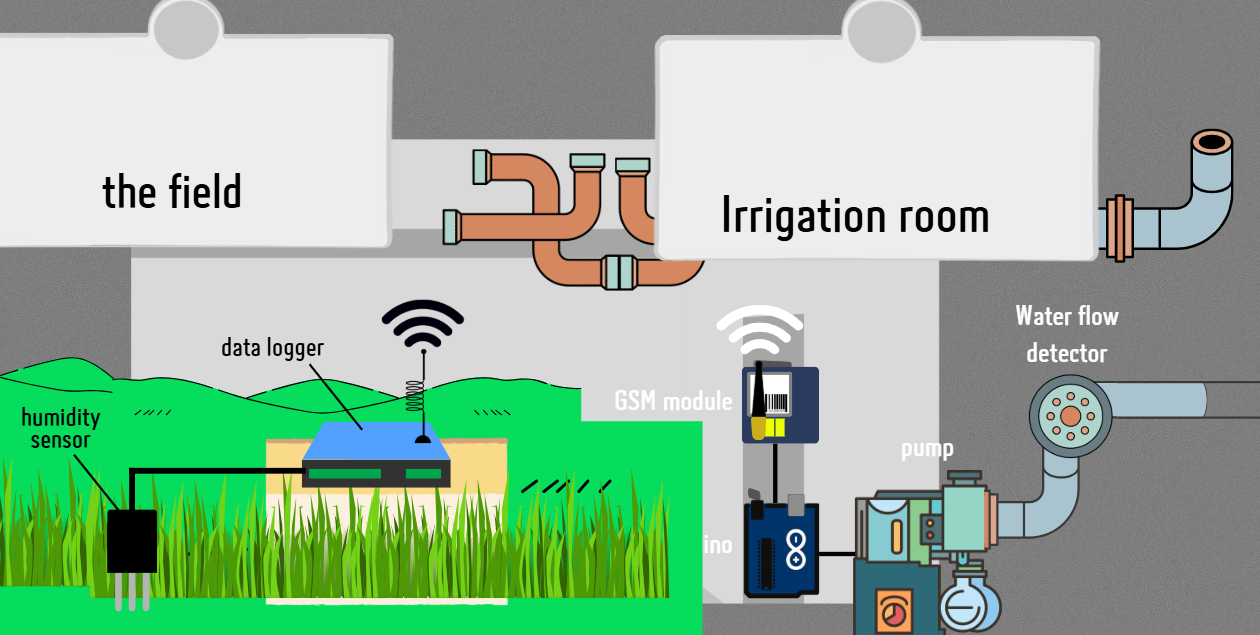 the field
Irrigation room
Water flow
detector
data logger
GSM module
humidity
sensor
pump
ino